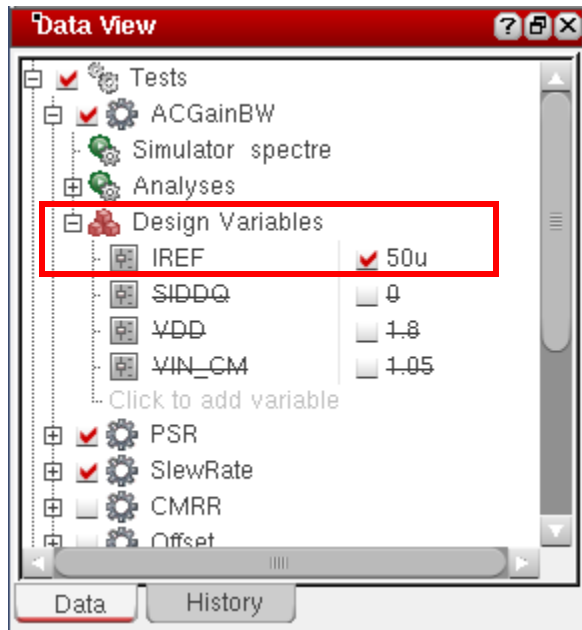 Data View
Tests
ACGainBW
Simulator spectre
Analyses
Design Variables
IREF 50u
SIDDQ 0
VDD 1.8
VIN_CM 1.05
Click to add variable
PSR
SlewRate
CMRR
Offset
Data History